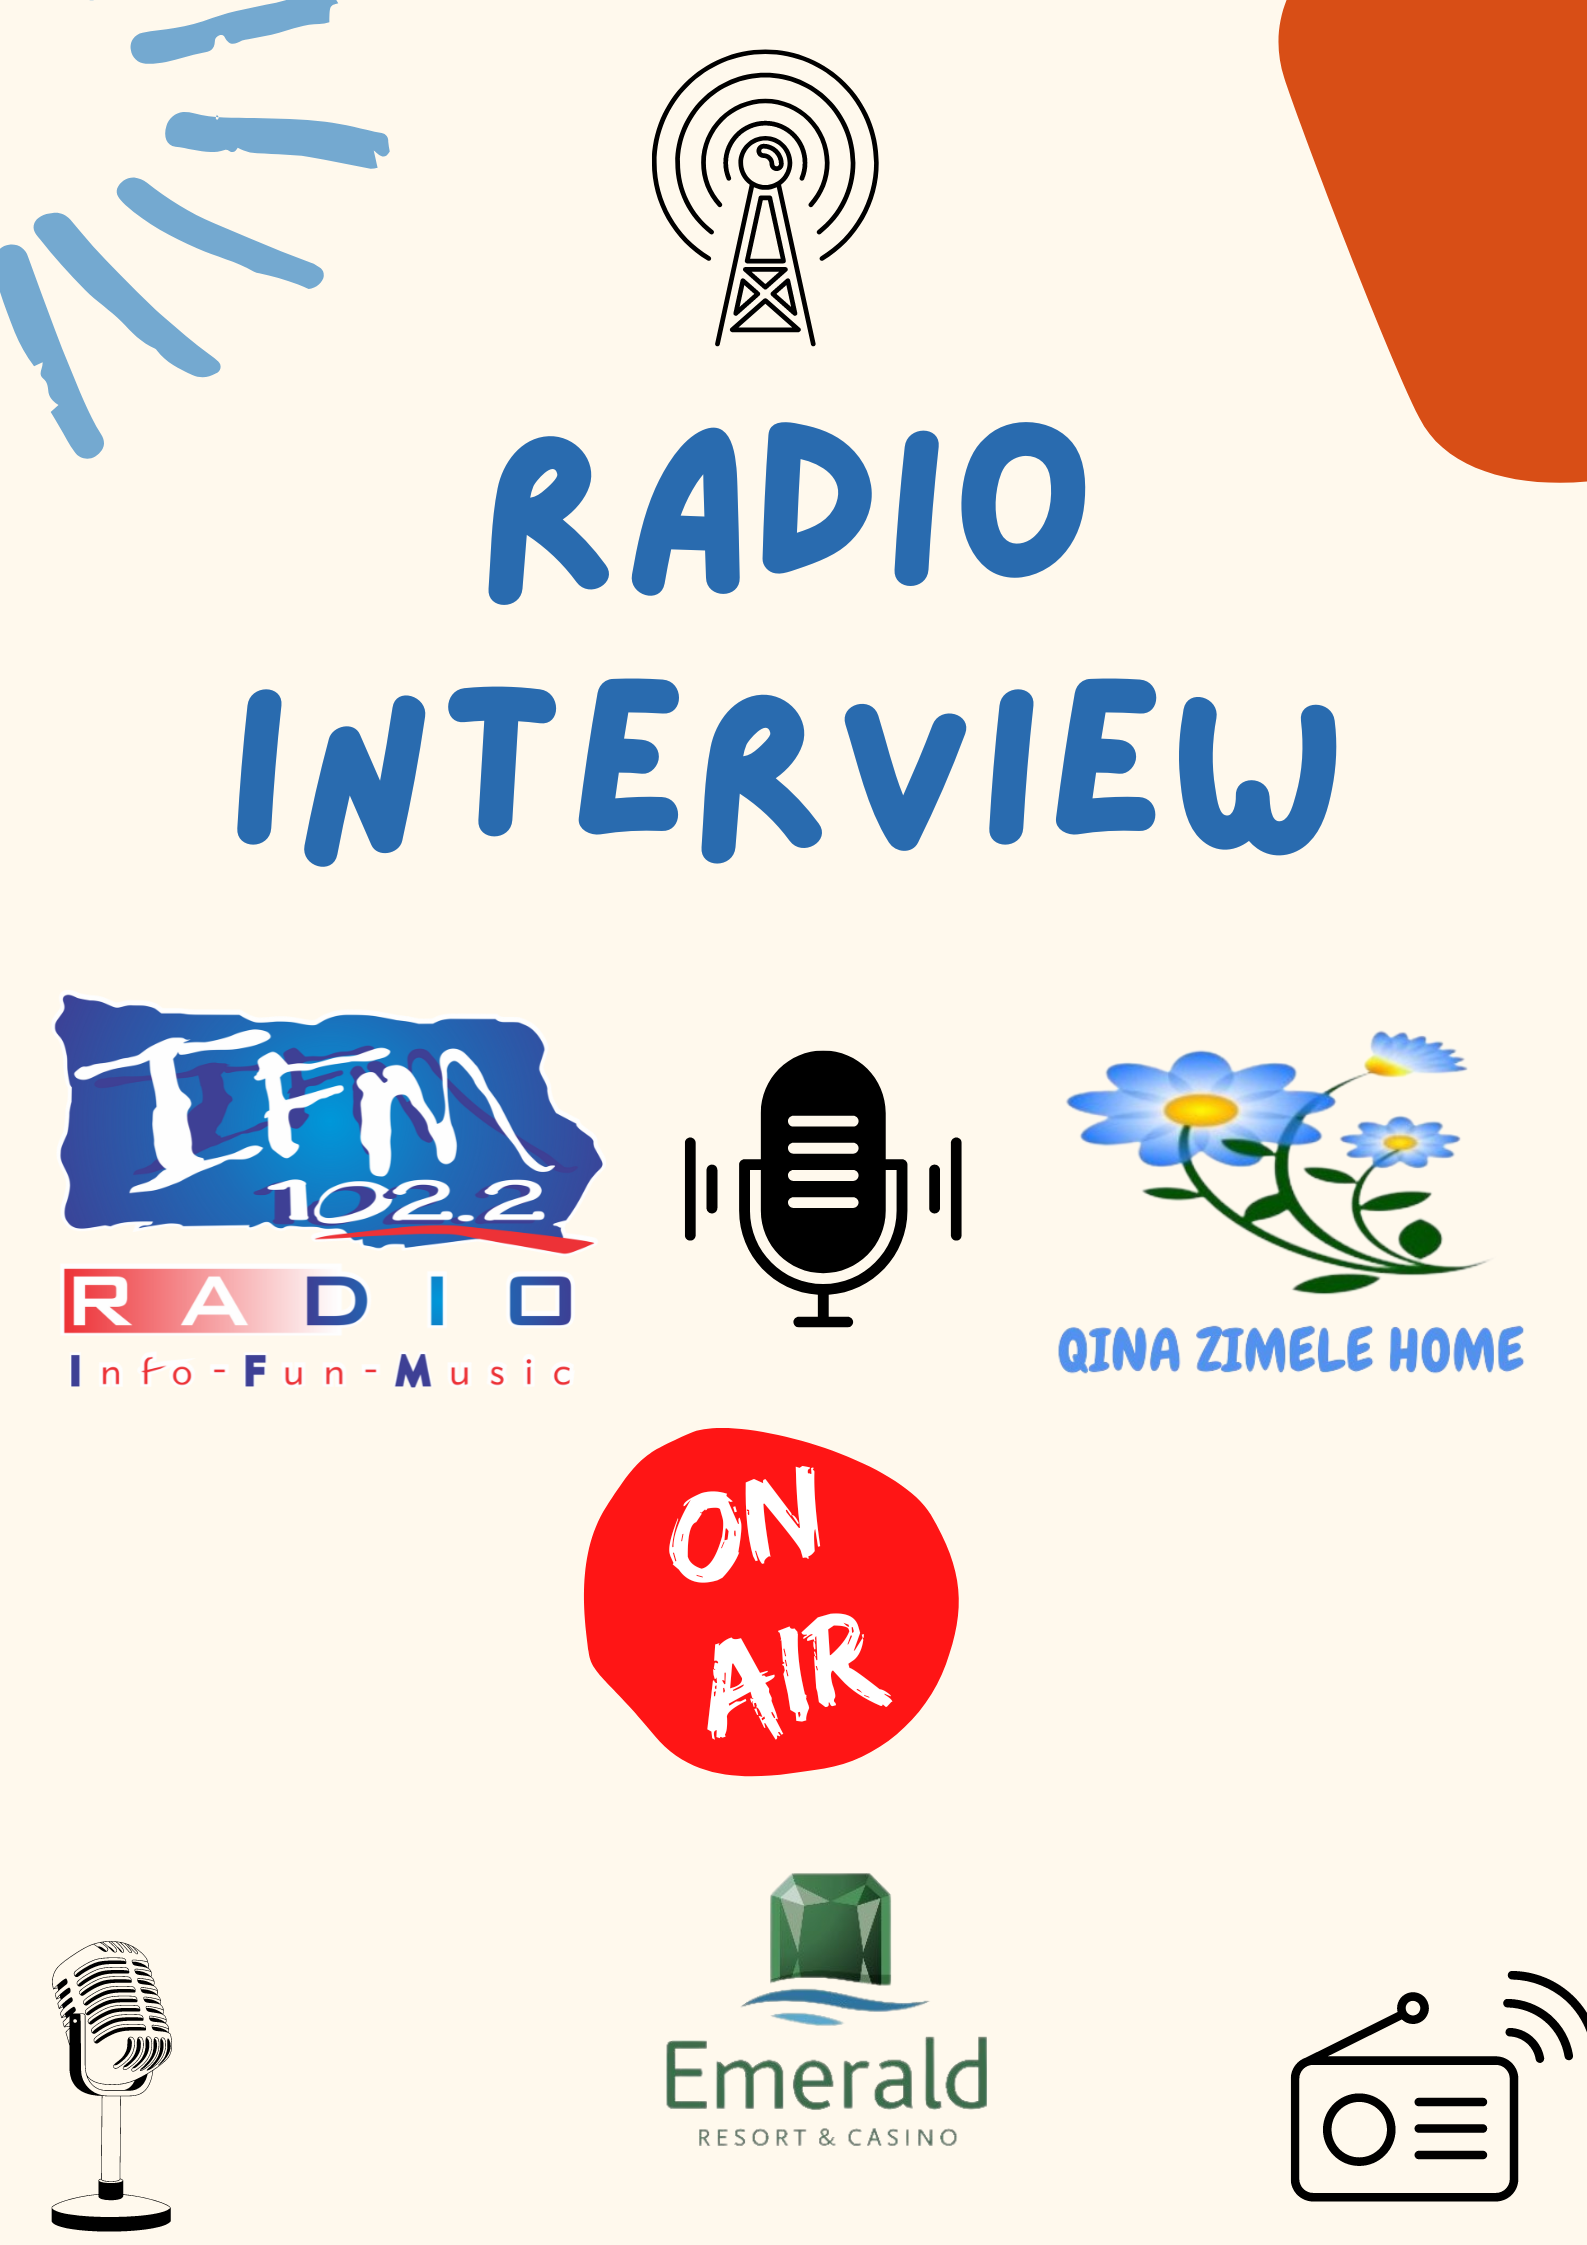 RADIO
INTERVIEW
IFM
102.2
RADIO
Info-Fun-Music
QINA ZIMELE HOME
ON
AIR
Emerald
RESORT & CASINO